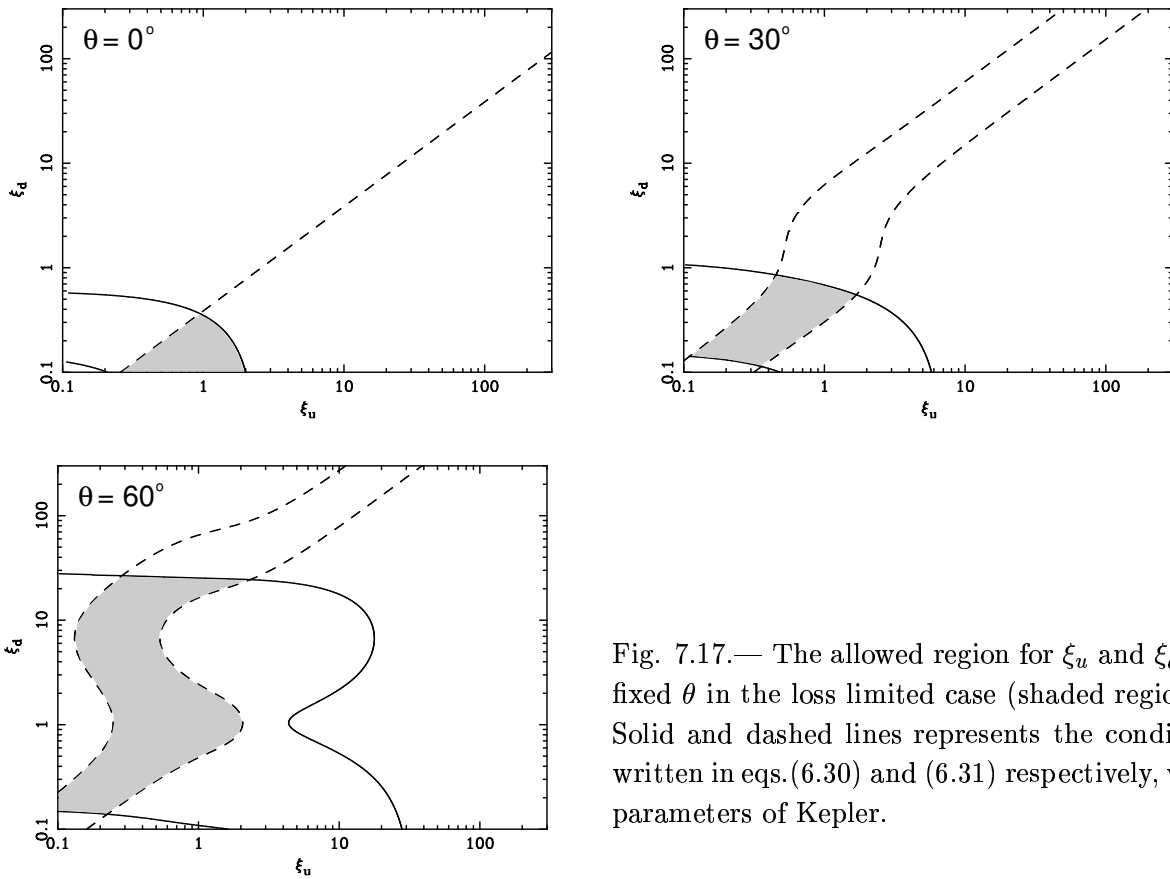 θ = 0°
100
10
1
0.1
ξd
0.1 1 10 100
ξu
θ = 30°
100
10
1
0.1
ξd
0.1 1 10 100
ξu
θ = 60°
100
10
1
0.1
ξd
0.1 1 10 100
ξu
Fig. 7.17.— The allowed region for ξu and
fixed θ in the loss limited case (shaded
Solid and dashed lines represents the
written in eqs.(6.30) and (6.31) respectively,
parameters of Kepler.